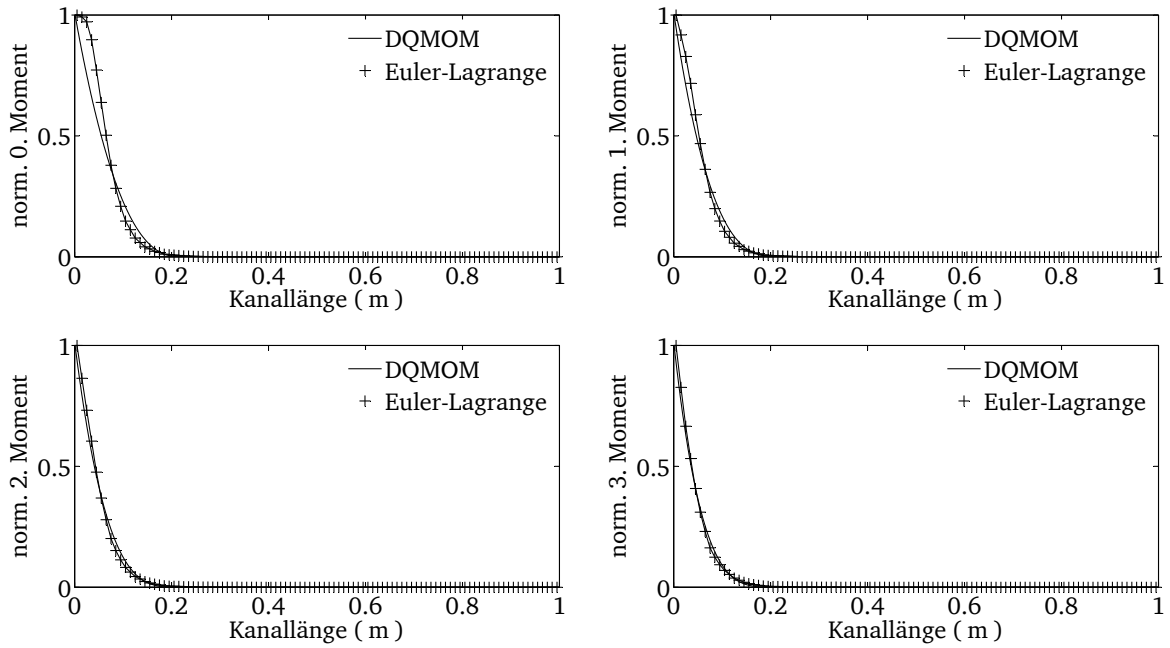 norm. 0. Moment
1
0.5
0
0 0.2 0.4 0.6 0.8 1
Kanallänge ( m )
DQMOM
Euler-Lagrange
norm. 1. Moment
1
0.5
0
0 0.2 0.4 0.6 0.8 1
Kanallänge ( m )
DQMOM
Euler-Lagrange
norm. 2. Moment
1
0.5
0
0 0.2 0.4 0.6 0.8 1
Kanallänge ( m )
DQMOM
Euler-Lagrange
norm. 3. Moment
1
0.5
0
0 0.2 0.4 0.6 0.8 1
Kanallänge ( m )
DQMOM
Euler-Lagrange